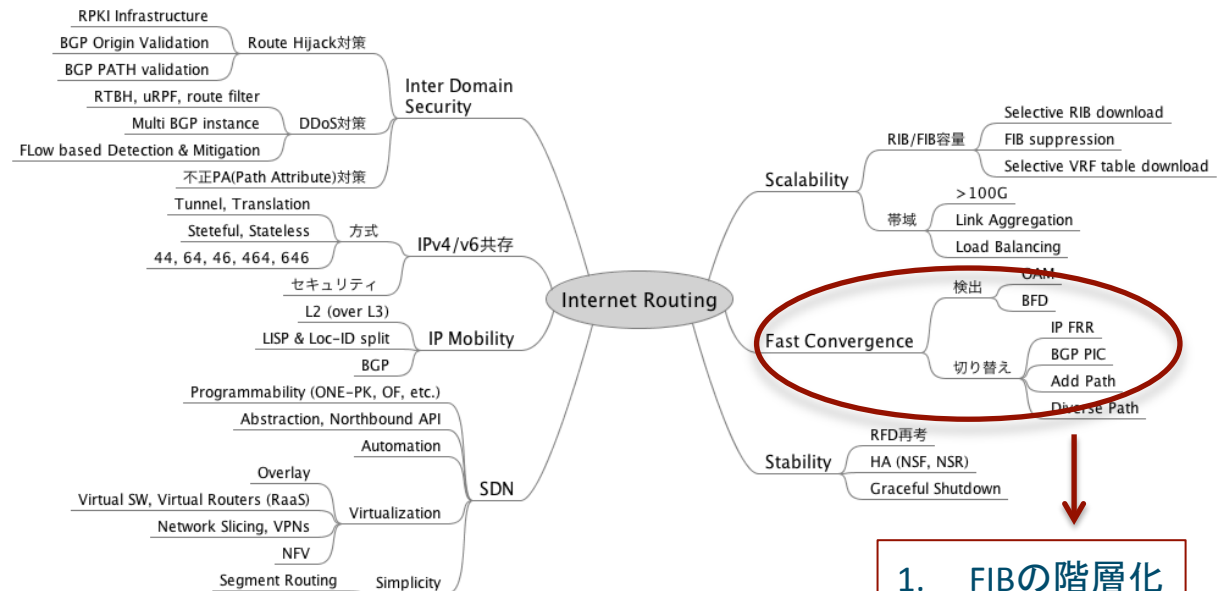 RPKI Infrastructure
BGP Origin Validation
BGP PATH validation
Route Hijack対策
RTBH, uRPF, route filter
Multi BGP instance
FLow based Detection & Mitigation
DDoS対策
不正PA(Path Attribute)対策
Inter Domain
Security
Tunnel, Translation
Steteful, Stateless
44, 64, 46, 464, 646
方式
セキュリティ
IPv4/v6共存
L2 (over L3)
LISP & Loc-ID split
BGP
IP Mobility
Programmability (ONE-PK, OF, etc.)
Abstraction, Northbound API
Automation
Overlay
Virtual SW, Virtual Routers (RaaS)
Network Slicing, VPNs
NFV
Virtualization
Segment Routing
Simplicity
SDN
Internet Routing
Scalability
RIB/FIB容量
Selective RIB download
FIB suppression
Selective VRF table download
帯域
>100G
Link Aggregation
Load Balancing
Fast Convergence
検出
OAM
BFD
切り替え
IP FRR
BGP PIC
Add Path
Diverse Path
Stability
RFD再考
HA (NSF, NSR)
Graceful Shutdown
1. FIBの階層化